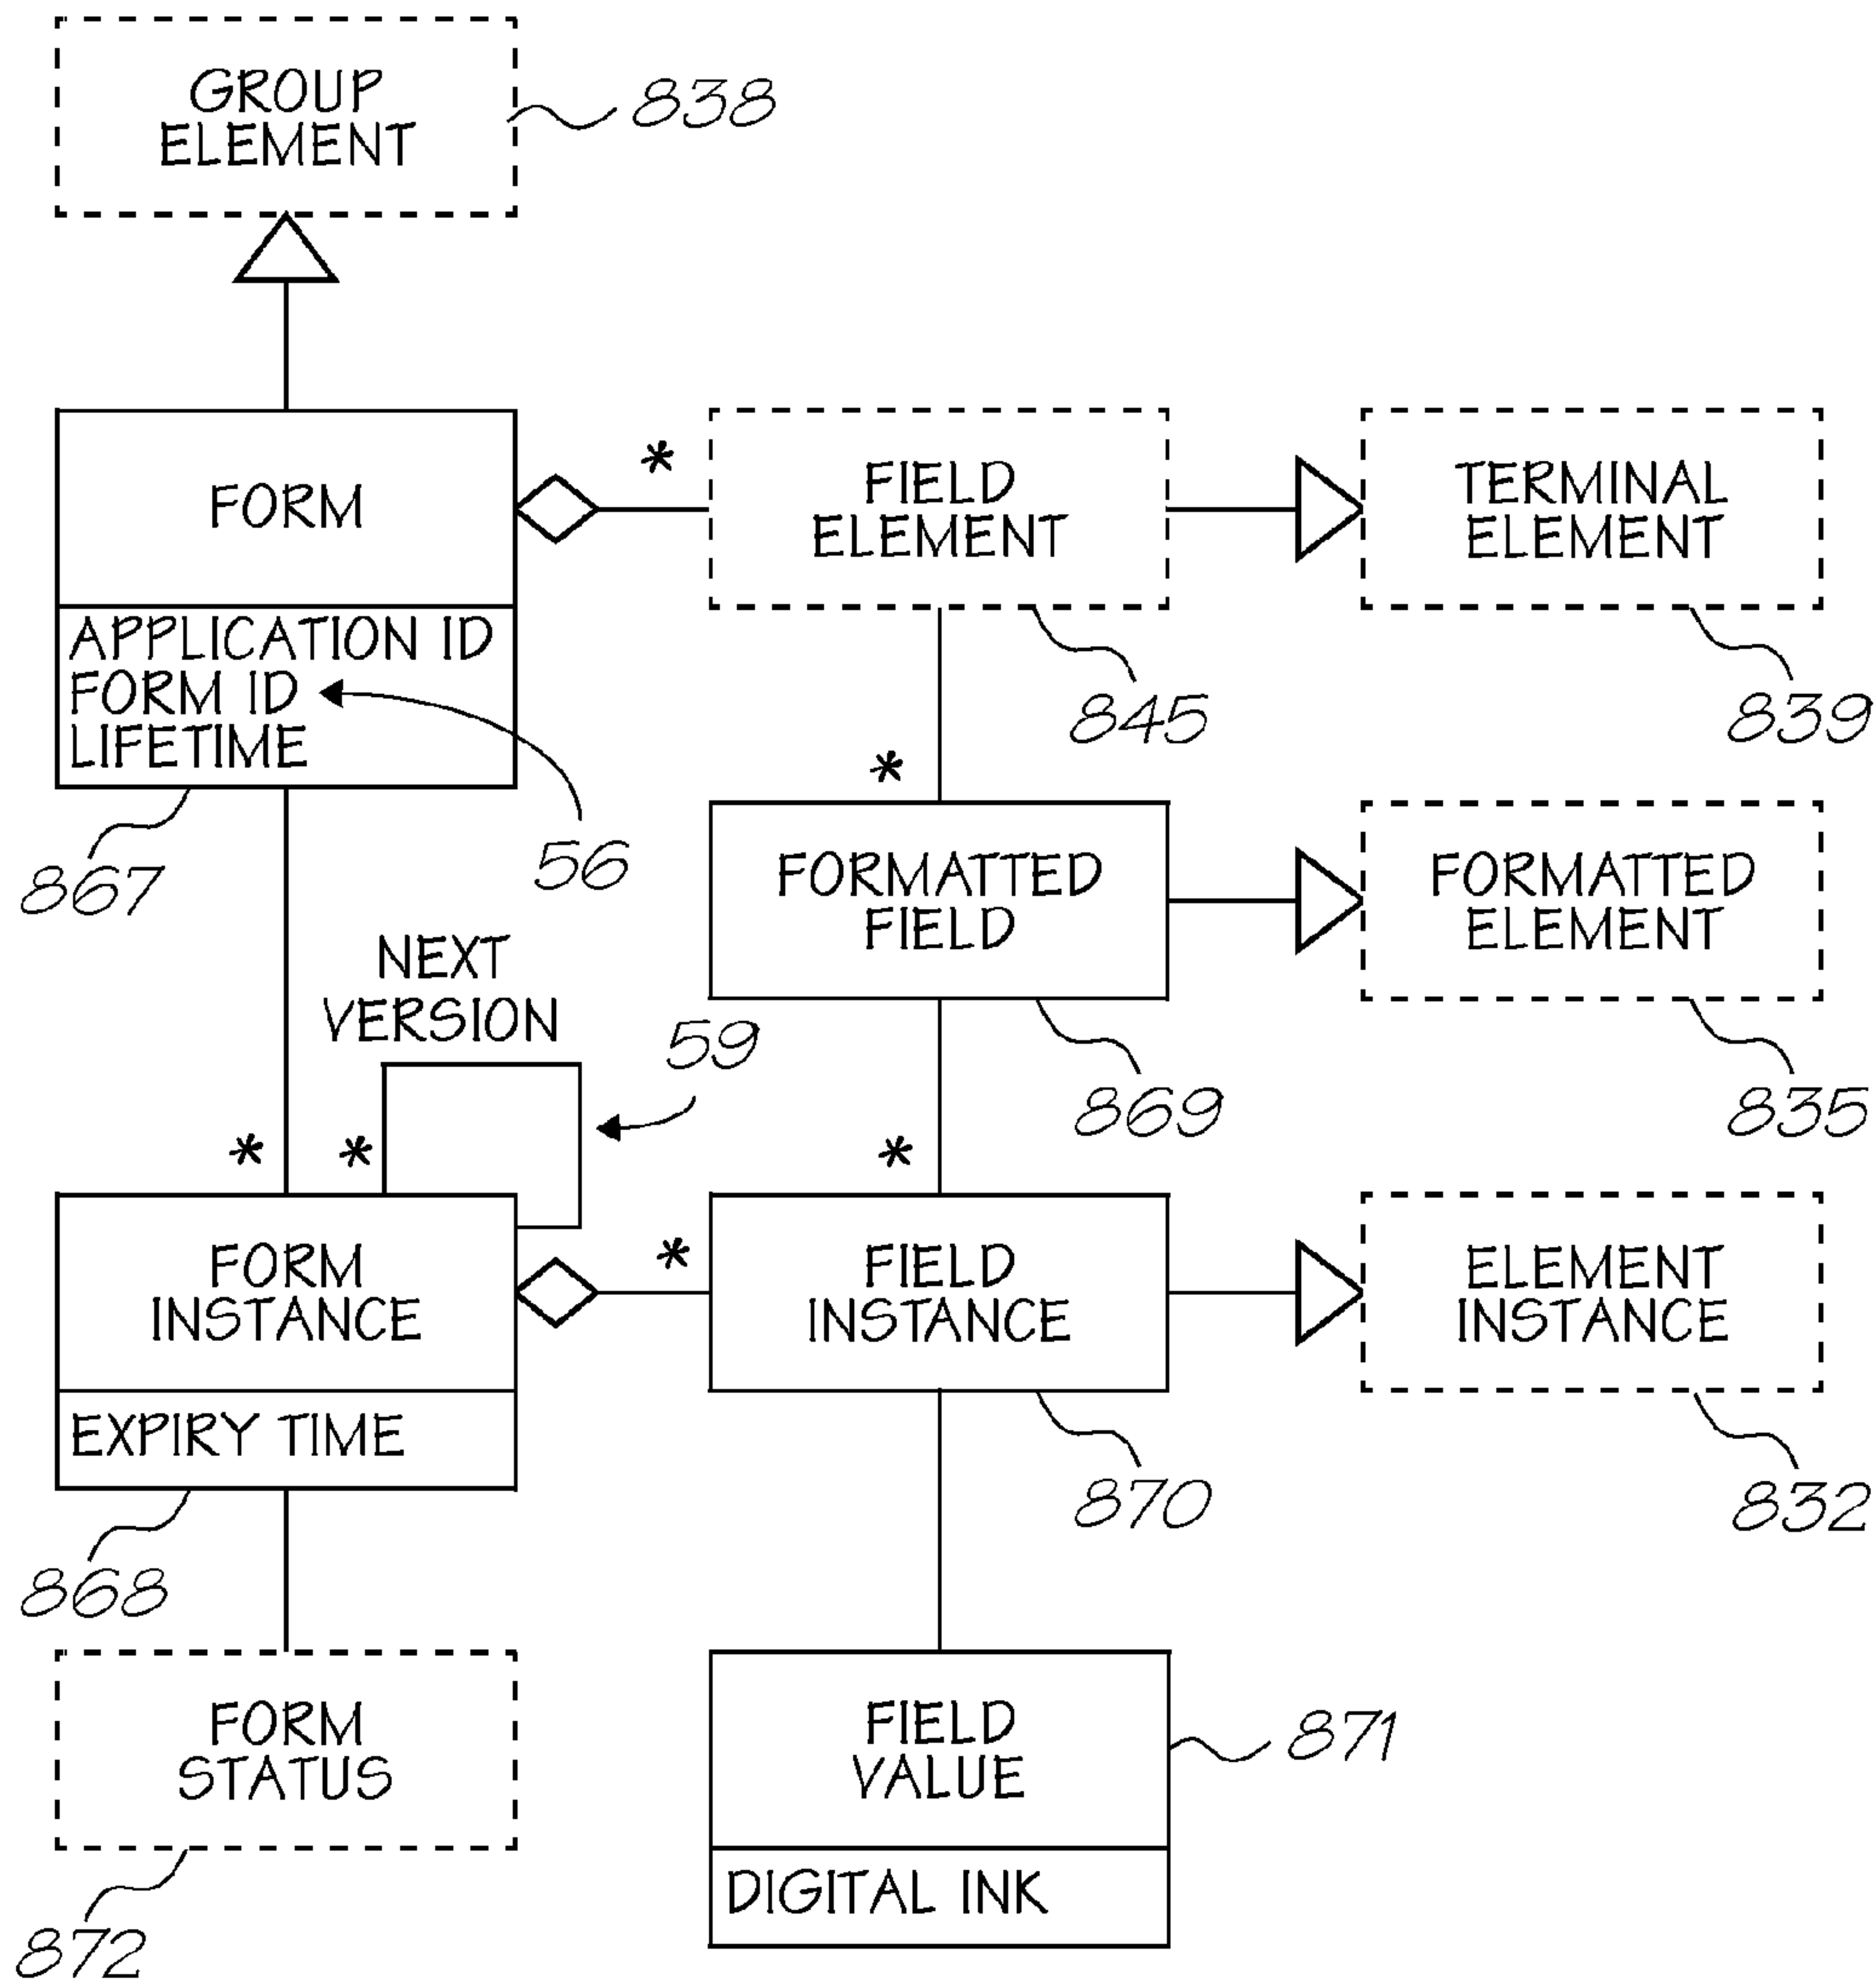 GROUP
ELEMENT
838
FORM
*
FIELD
ELEMENT
TERMINAL
ELEMENT
APPLICATION ID
FORM ID
LIFETIME
845
839
*
867
56
FORMATTED
FIELD
FORMATTED
ELEMENT
NEXT
VERSION
59
869
835
*
*
*
FORM
INSTANCE
*
FIELD
INSTANCE
ELEMENT
INSTANCE
EXPIRY TIME
870
832
868
FORM
STATUS
FIELD
VALUE
871
DIGITAL INK
872